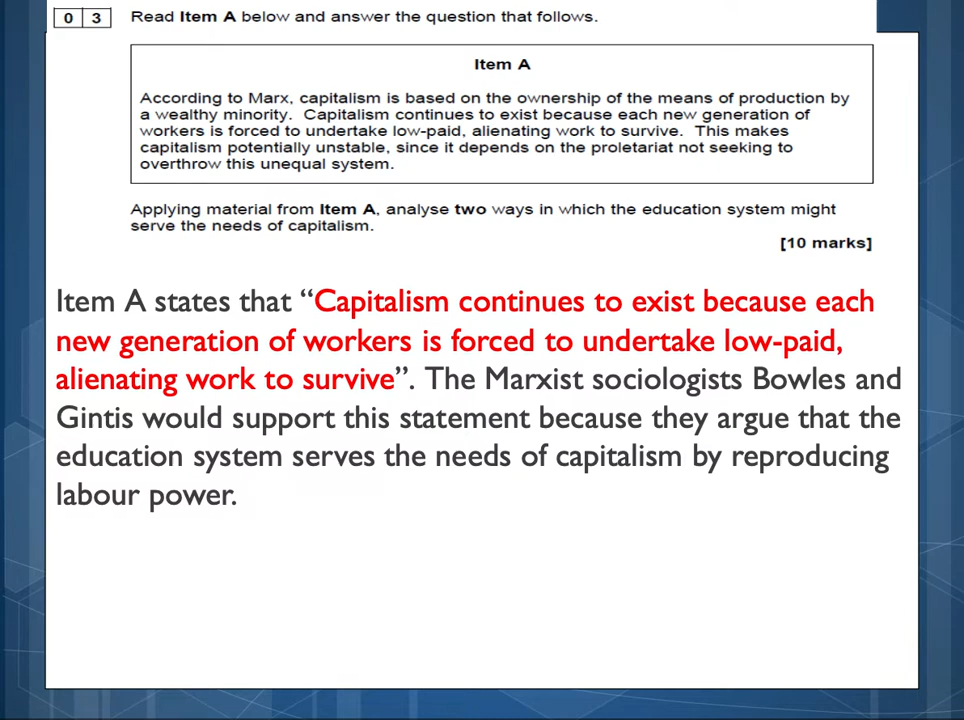 0 3 Read Item A below and answer the question that follows.
Item A
According to Marx, capitalism is based on the ownership of the means of production by
a wealthy minority. Capitalism continues to exist because each new generation of
workers is forced to undertake low-paid, alienating work to survive. This makes
capitalism potentially unstable, since it depends on the proletariat not seeking to
overthrow this unequal system.
Applying material from Item A, analyse two ways in which the education system might
serve the needs of capitalism.
[10 marks]
Item A states that “Capitalism continues to exist because each
new generation of workers is forced to undertake low-paid,
alienating work to survive”. The Marxist sociologists Bowles and
Gintis would support this statement because they argue that the
education system serves the needs of capitalism by reproducing
labour power.